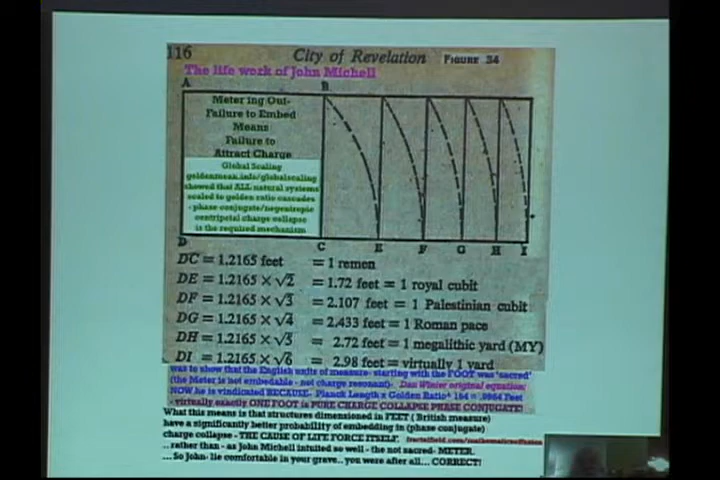 116 City of Revelation FIGURE 34
The life work of John Michell
A B
Meter ing Out-
Failure to Embed
Means
Failure to
Attract Charge
Global Scaling
goldenmean.info/globalscaling
showed that ALL natural systems
scaled to golden ratio cascades
- phase conjugate/negentropic
centripetal charge collapse
is the required mechanism
D C E F G H I
DC = 1.2165 feet = 1 remen
DE = 1.2165 × √2 = 1.72 feet = 1 royal cubit
DF = 1.2165 × √3 = 2.107 feet = 1 Palestinian cubit
DG = 1.2165 × √4 = 2.433 feet = 1 Roman pace
DH = 1.2165 × √5 = 2.72 feet = 1 megalithic yard (MY)
DI = 1.2165 × √6 = 2.98 feet = virtually 1 yard
was to show that the English units of measure- starting with the FOOT was 'sacred'
(the Meter is not embedable - not charge resonant)- Dan Winter original equation:
NOW he is vindicated BECAUSE- Planck Length x Golden Ratio^ 164 = .9864 Feet
- virtually exactly ONE FOOT is PURE CHARGE COLLAPSE PHASE CONJUGATE!
What this means is that structures dimensioned in FEET ( British measure)
have a significantly better probability of embedding in (phase conjugate)
charge collapse - THE CAUSE OF LIFE FORCE ITSELF.
.. rather than - as John Michell intuited so well - the not sacred- METER.
... So John- lie comfortable in your grave.. you were after all... CORRECT!